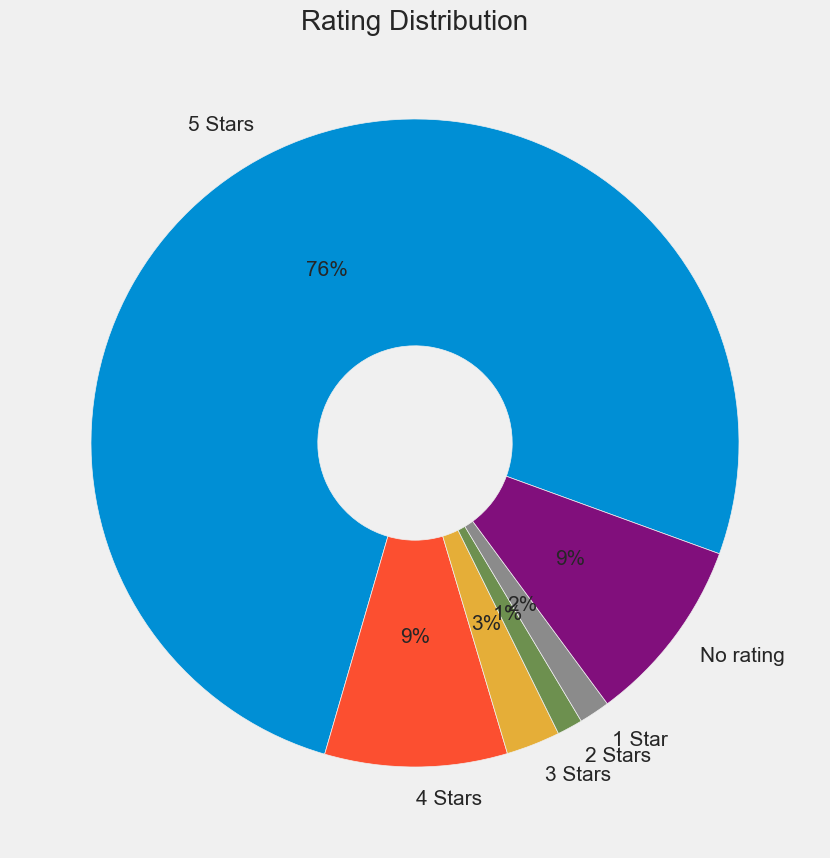 Rating Distribution
5 Stars
76%
9%
9%
3%
1%
2%
No rating
1 Star
2 Stars
3 Stars
4 Stars